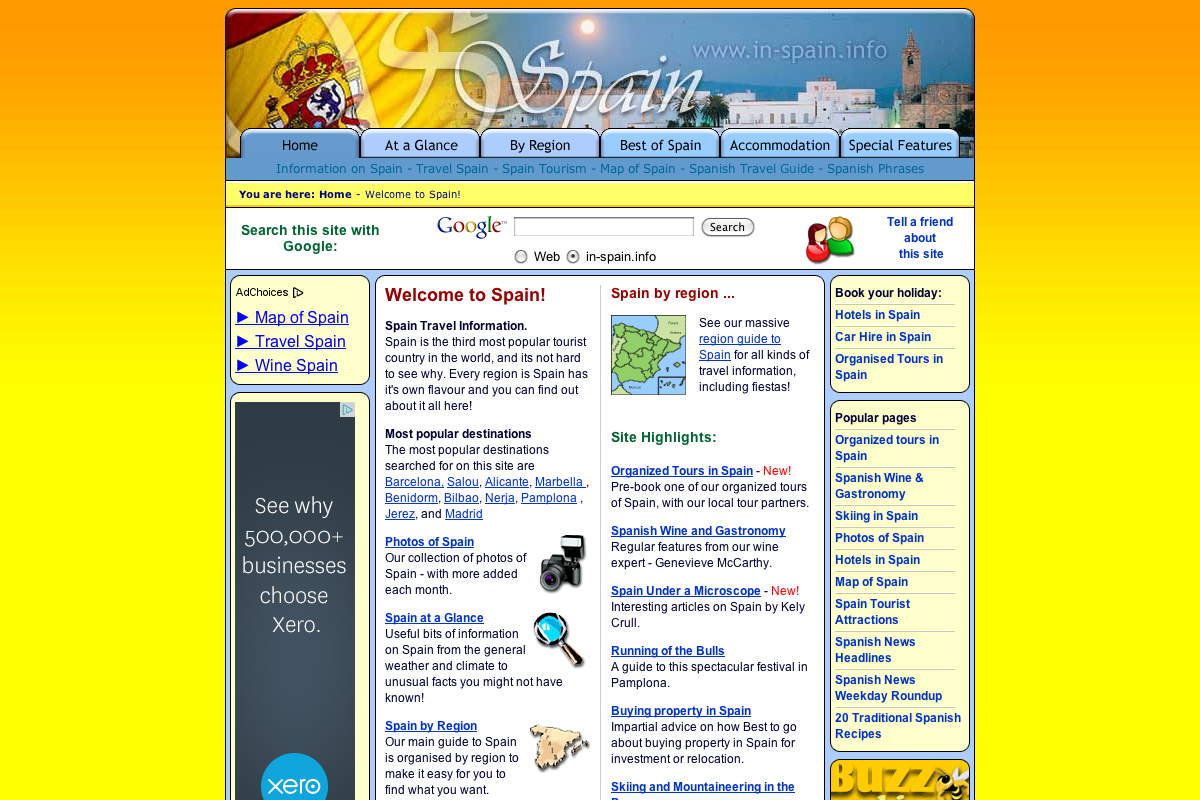 www.in-spain.info
Spain
Home
At a Glance
By Region
Best of Spain
Accommodation
Special Features
Information on Spain - Travel Spain - Spain Tourism - Map of Spain - Spanish Travel Guide - Spanish Phrases
You are here: Home - Welcome to Spain!
Search this site with
Google:
Google™
Search
Web
in-spain.info
Tell a friend
about
this site
AdChoices
► Map of Spain
► Travel Spain
► Wine Spain
See why
500,000+
businesses
choose
Xero.
xero
Welcome to Spain!
Spain Travel Information.
Spain is the third most popular tourist
country in the world, and its not hard
to see why. Every region is Spain has
it's own flavour and you can find out
about it all here!
Most popular destinations
The most popular destinations
searched for on this site are
Barcelona, Salou, Alicante, Marbella ,
Benidorm, Bilbao, Nerja, Pamplona ,
Jerez, and Madrid
Photos of Spain
Our collection of photos of
Spain - with more added
each month.
Spain at a Glance
Useful bits of information
on Spain from the general
weather and climate to
unusual facts you might not have
known!
Spain by Region
Our main guide to Spain
is organised by region to
make it easy for you to
find what you want.
Spain by region ...
See our massive
region guide to
Spain for all kinds of
travel information,
including fiestas!
Site Highlights:
Organized Tours in Spain - New!
Pre-book one of our organized tours
of Spain, with our local tour partners.
Spanish Wine and Gastronomy
Regular features from our wine
expert - Genevieve McCarthy.
Spain Under a Microscope - New!
Interesting articles on Spain by Kely
Crull.
Running of the Bulls
A guide to this spectacular festival in
Pamplona.
Buying property in Spain
Impartial advice on how Best to go
about buying property in Spain for
investment or relocation.
Skiing and Mountaineering in the
Book your holiday:
Hotels in Spain
Car Hire in Spain
Organised Tours in
Spain
Popular pages
Organized tours in
Spain
Spanish Wine &
Gastronomy
Skiing in Spain
Photos of Spain
Hotels in Spain
Map of Spain
Spain Tourist
Attractions
Spanish News
Headlines
Spanish News
Weekday Roundup
20 Traditional Spanish
Recipes
Buzz